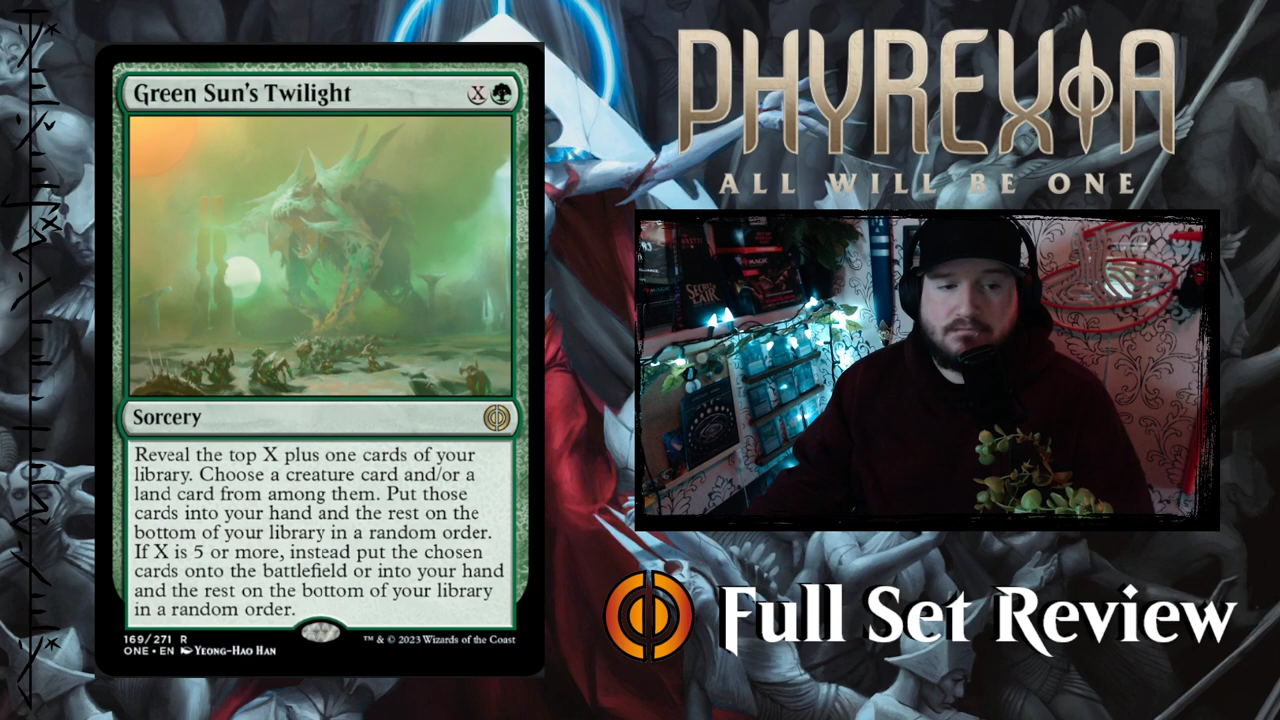 Green Sun's Twilight
X
Sorcery
Reveal the top X plus one cards of your
library. Choose a creature card and/or a
land card from among them. Put those
cards into your hand and the rest on the
bottom of your library in a random order.
If X is 5 or more, instead put the chosen
cards onto the battlefield or into your hand
and the rest on the bottom of your library
in a random order.
169/271 R
ONE • EN YEONG-HAO HAN
™ & © 2023 Wizards of the Coast
PHYREXIA
ALL WILL BE ONE
SECRET
LAIR
MAGIC
Full Set Review